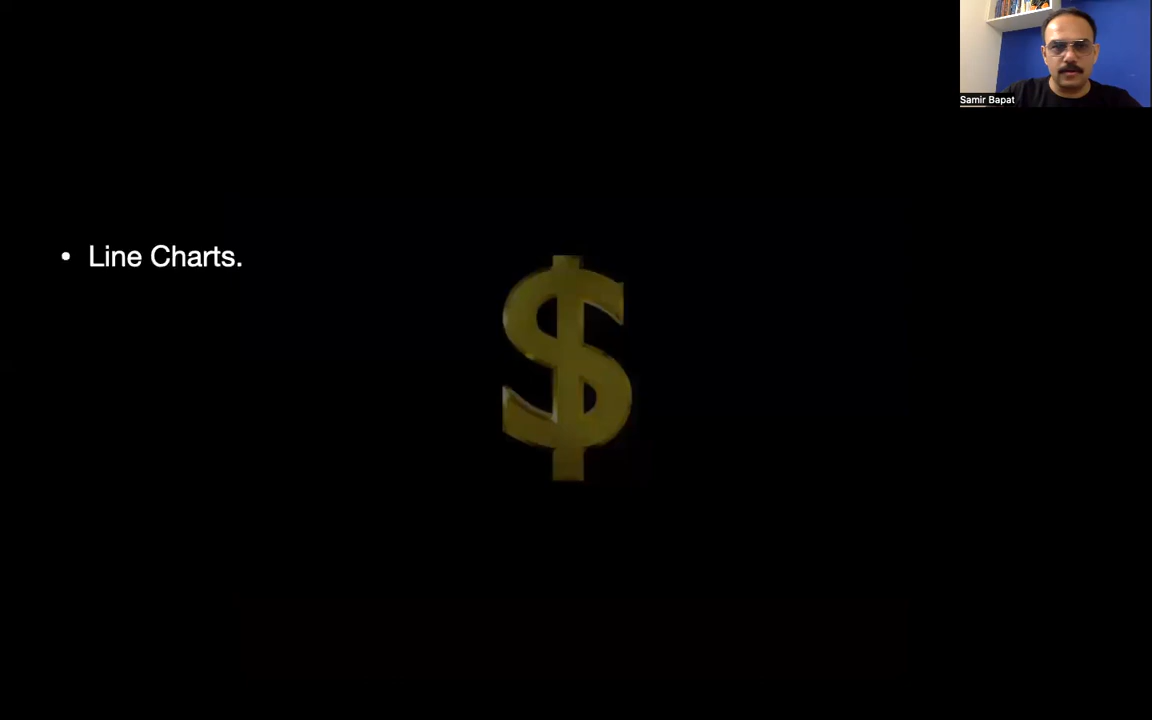 Samir Bapat
• Line Charts.
$